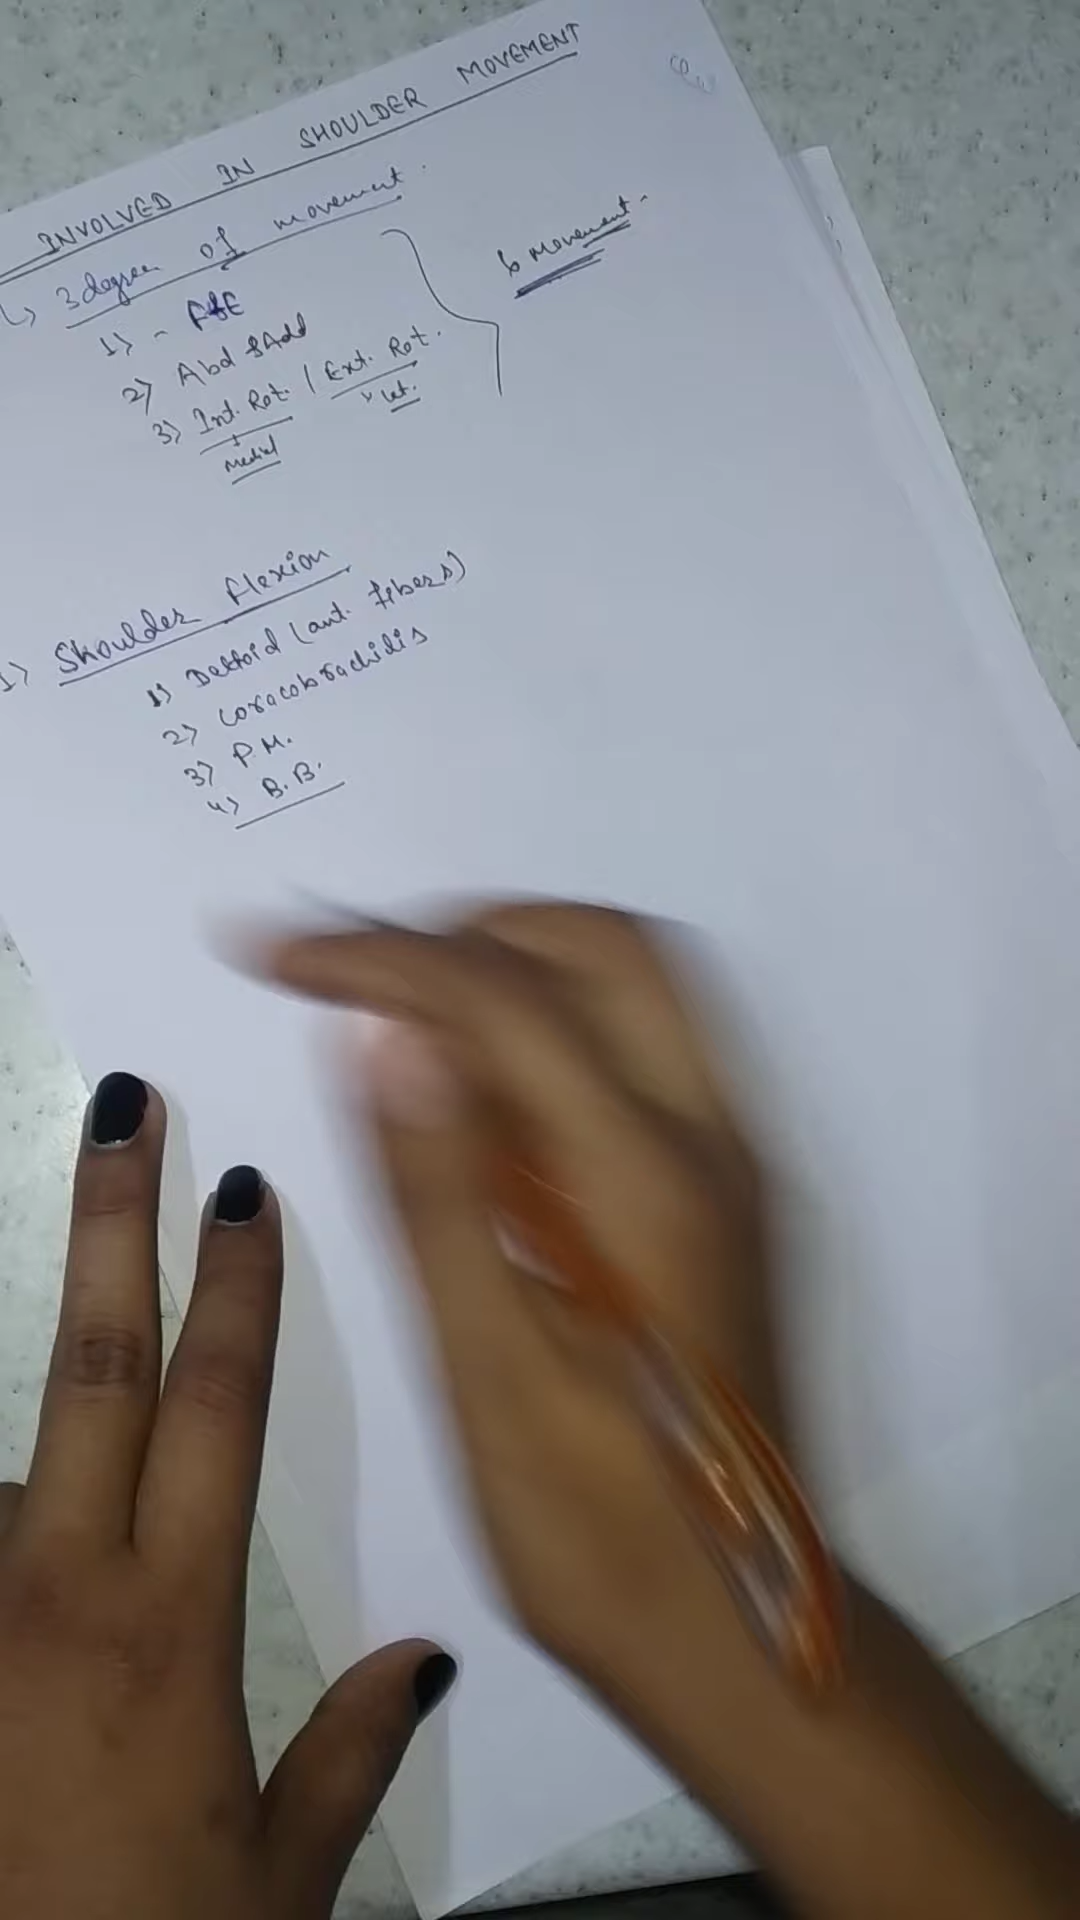 INVOLVED IN SHOULDER MOVEMENT
↳ 3 degree of movement.
1) - F&E
2) Abd & Add
3) Int. Rot. / Ext. Rot.
↓ Medial ↘ Lat.
6 Movement.
1) Shoulder flexion
1) Deltoid (ant. fibers)
2) Coracobrachilis
3) P.M.
4) B.B.